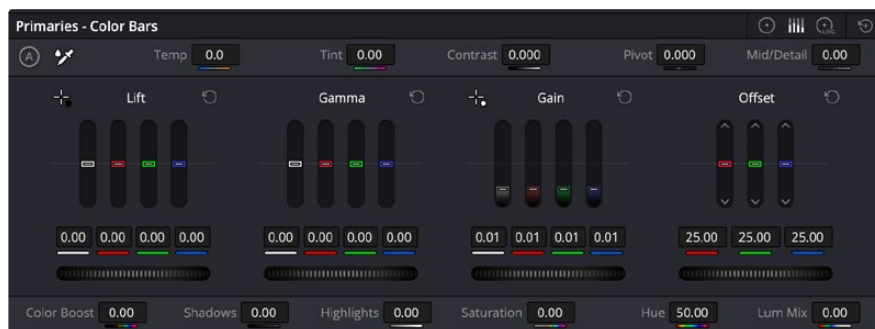 Primaries - Color Bars
LOG
A Temp 0.0 Tint 0.00 Contrast 0.000 Pivot 0.000 Mid/Detail 0.00
Lift Gamma Gain Offset
0.00 0.00 0.00 0.00 0.00 0.00 0.00 0.00 0.01 0.01 0.01 0.01 25.00 25.00 25.00
Color Boost 0.00 Shadows 0.00 Highlights 0.00 Saturation 0.00 Hue 50.00 Lum Mix 0.00